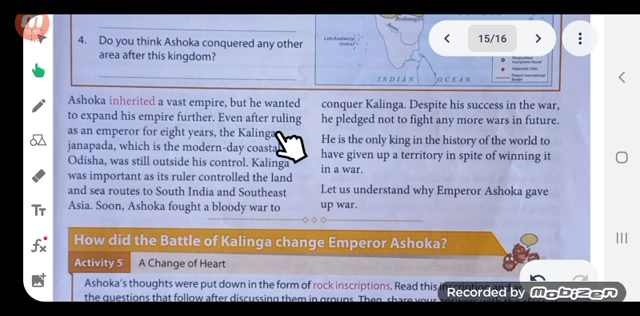 15/16
4. Do you think Ashoka conquered any other
area after this kingdom?
Lakshadweep
(India)
INDIAN OCEAN
Ashoka inherited a vast empire, but he wanted
to expand his empire further. Even after ruling
as an emperor for eight years, the Kalinga
janapada, which is the modern-day coastal
Odisha, was still outside his control. Kalinga
was important as its ruler controlled the land
and sea routes to South India and Southeast
Asia. Soon, Ashoka fought a bloody war to
conquer Kalinga. Despite his success in the war,
he pledged not to fight any more wars in future.
He is the only king in the history of the world to
have given up a territory in spite of winning it
in a war.
Let us understand why Emperor Ashoka gave
up war.
How did the Battle of Kalinga change Emperor Ashoka?
Activity 5 A Change of Heart
Ashoka's thoughts were put down in the form of rock inscriptions. Read this
the questions that follow after discussing them in groups. Then, share your
Tт
fx
Recorded by Mobizen